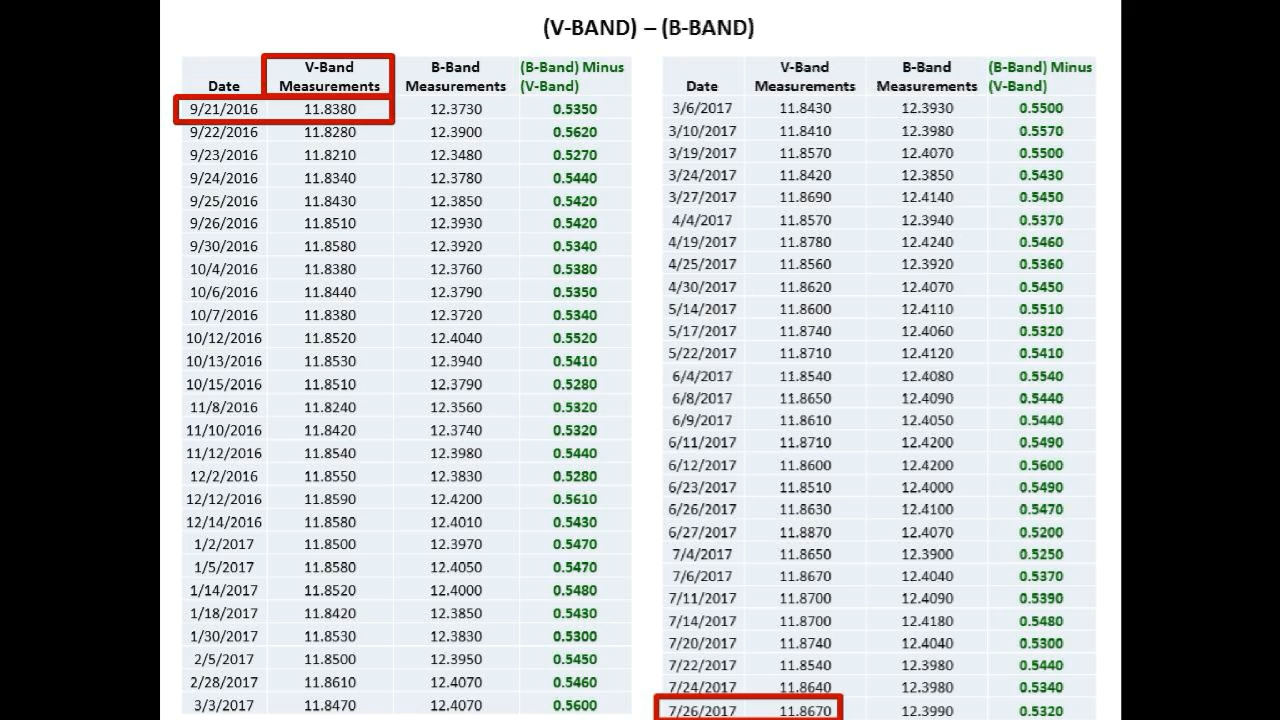 (V-BAND) – (B-BAND)
V-Band B-Band (B-Band) Minus
Date Measurements Measurements (V-Band)
9/21/2016 11.8380 12.3730 0.5350
9/22/2016 11.8280 12.3900 0.5620
9/23/2016 11.8210 12.3480 0.5270
9/24/2016 11.8340 12.3780 0.5440
9/25/2016 11.8430 12.3850 0.5420
9/26/2016 11.8510 12.3930 0.5420
9/30/2016 11.8580 12.3920 0.5340
10/4/2016 11.8380 12.3760 0.5380
10/6/2016 11.8440 12.3790 0.5350
10/7/2016 11.8380 12.3720 0.5340
10/12/2016 11.8520 12.4040 0.5520
10/13/2016 11.8530 12.3940 0.5410
10/15/2016 11.8510 12.3790 0.5280
11/8/2016 11.8240 12.3560 0.5320
11/10/2016 11.8420 12.3740 0.5320
11/12/2016 11.8540 12.3980 0.5440
12/2/2016 11.8550 12.3830 0.5280
12/12/2016 11.8590 12.4200 0.5610
12/14/2016 11.8580 12.4010 0.5430
1/2/2017 11.8500 12.3970 0.5470
1/5/2017 11.8580 12.4050 0.5470
1/14/2017 11.8520 12.4000 0.5480
1/18/2017 11.8420 12.3850 0.5430
1/30/2017 11.8530 12.3830 0.5300
2/5/2017 11.8500 12.3950 0.5450
2/28/2017 11.8610 12.4070 0.5460
3/3/2017 11.8470 12.4070 0.5600
V-Band B-Band (B-Band) Minus
Date Measurements Measurements (V-Band)
3/6/2017 11.8430 12.3930 0.5500
3/10/2017 11.8410 12.3980 0.5570
3/19/2017 11.8570 12.4070 0.5500
3/24/2017 11.8420 12.3850 0.5430
3/27/2017 11.8690 12.4140 0.5450
4/4/2017 11.8570 12.3940 0.5370
4/19/2017 11.8780 12.4240 0.5460
4/25/2017 11.8560 12.3920 0.5360
4/30/2017 11.8620 12.4070 0.5450
5/14/2017 11.8600 12.4110 0.5510
5/17/2017 11.8740 12.4060 0.5320
5/22/2017 11.8710 12.4120 0.5410
6/4/2017 11.8540 12.4080 0.5540
6/8/2017 11.8650 12.4090 0.5440
6/9/2017 11.8610 12.4050 0.5440
6/11/2017 11.8710 12.4200 0.5490
6/12/2017 11.8600 12.4200 0.5600
6/23/2017 11.8510 12.4000 0.5490
6/26/2017 11.8630 12.4100 0.5470
6/27/2017 11.8870 12.4070 0.5200
7/4/2017 11.8650 12.3900 0.5250
7/6/2017 11.8670 12.4040 0.5370
7/11/2017 11.8700 12.4090 0.5390
7/14/2017 11.8700 12.4180 0.5480
7/20/2017 11.8740 12.4040 0.5300
7/22/2017 11.8540 12.3980 0.5440
7/24/2017 11.8640 12.3980 0.5340
7/26/2017 11.8670 12.3990 0.5320